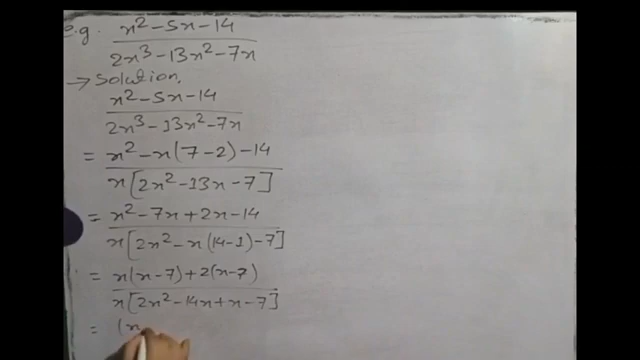 e.g. x²-5x-14
2x³-13x²-7x
→ Solution.
x²-5x-14
2x³-13x²-7x
= x²-x(7-2)-14
x[2x²-13x-7]
= x²-7x+2x-14
x[2x²-x(14-1)-7]
= x(x-7)+2(x-7)
x[2x²-14x+x-7]
= (x